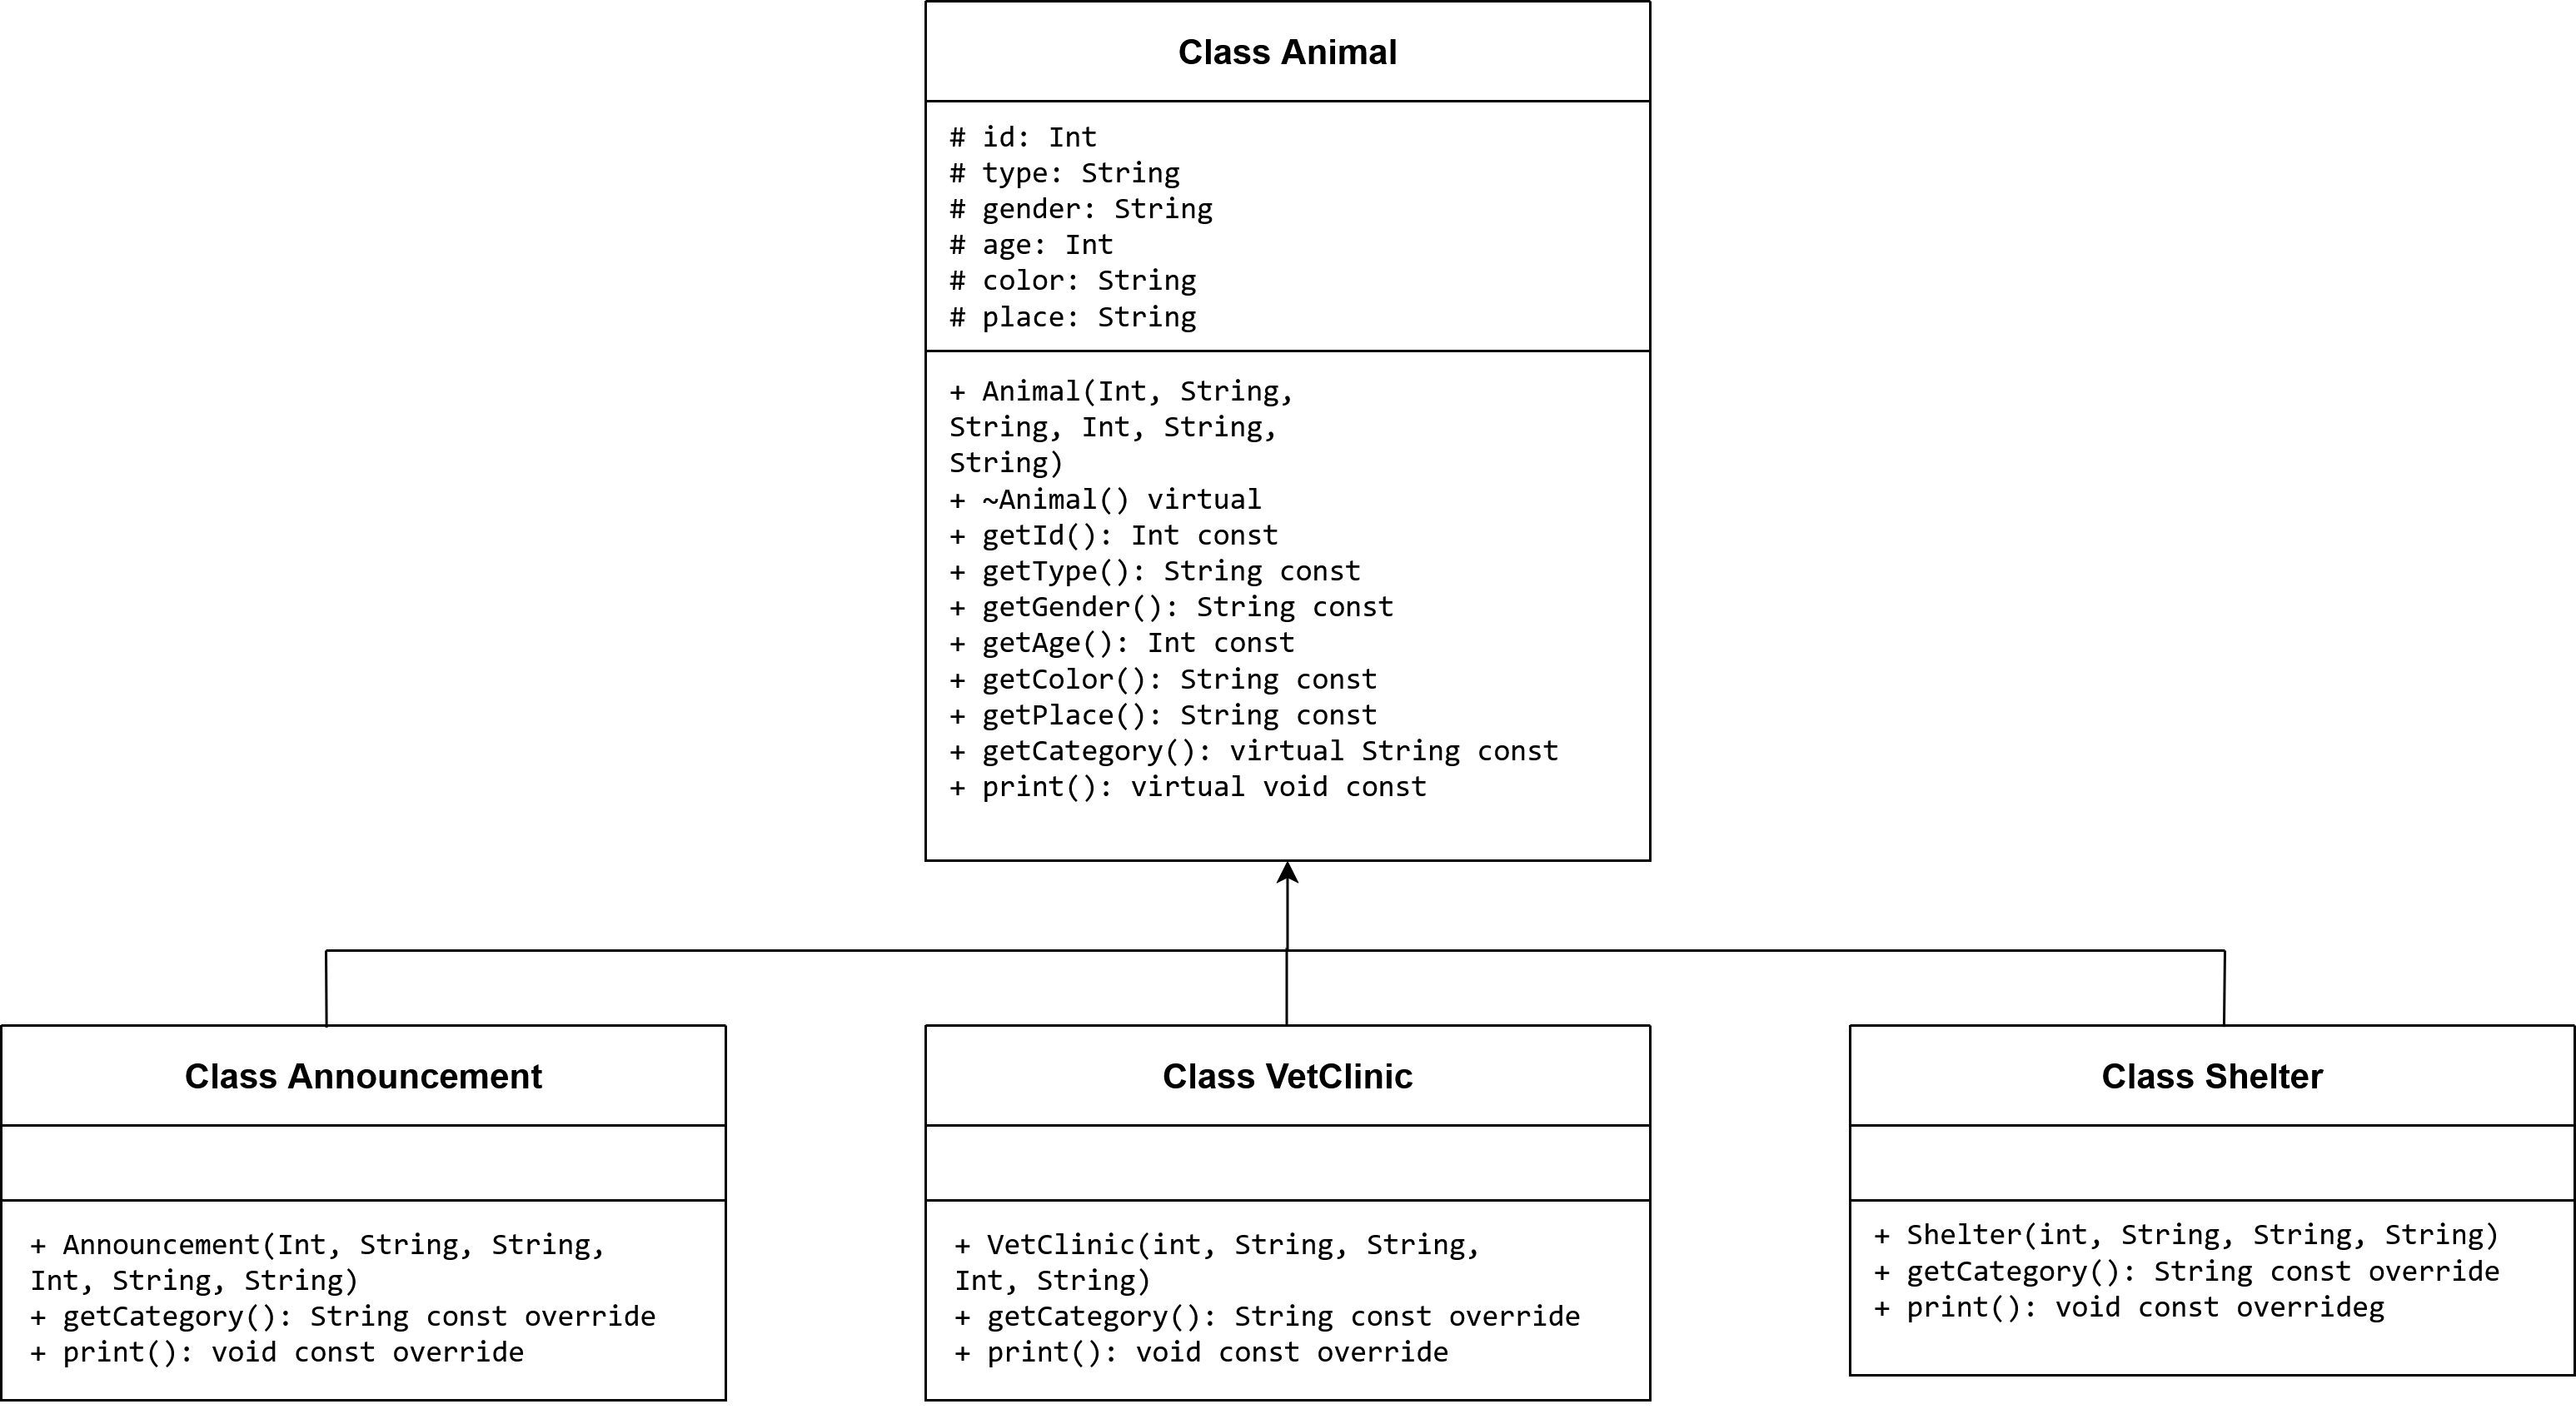 Class Animal
# id: Int
# type: String
# gender: String
# age: Int
# color: String
# place: String
+ Animal(Int, String,
String, Int, String,
String)
+ ~Animal() virtual
+ getId(): Int const
+ getType(): String const
+ getGender(): String const
+ getAge(): Int const
+ getColor(): String const
+ getPlace(): String const
+ getCategory(): virtual String const
+ print(): virtual void const
Class Announcement
+ Announcement(Int, String, String,
Int, String, String)
+ getCategory(): String const override
+ print(): void const override
Class VetClinic
+ VetClinic(int, String, String,
Int, String)
+ getCategory(): String const override
+ print(): void const override
Class Shelter
+ Shelter(int, String, String, String)
+ getCategory(): String const override
+ print(): void const overrideg